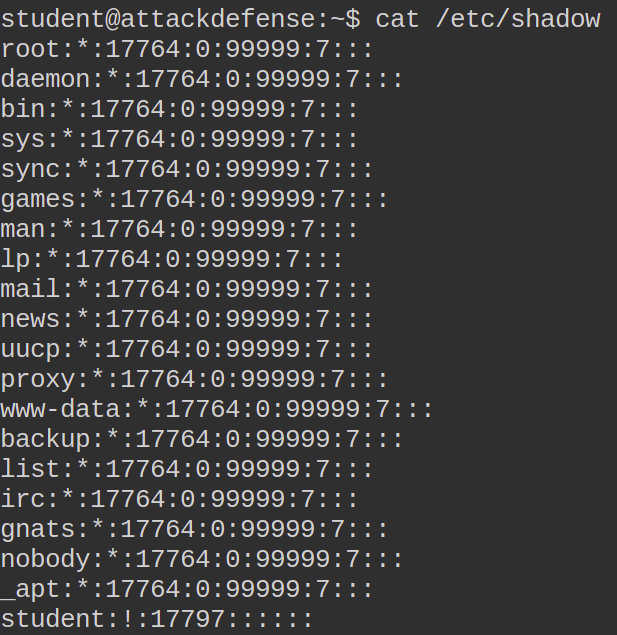 student@attackdefense:~$ cat /etc/shadow
root:*:17764:0:99999:7:::
daemon:*:17764:0:99999:7:::
bin:*:17764:0:99999:7:::
sys:*:17764:0:99999:7:::
sync:*:17764:0:99999:7:::
games:*:17764:0:99999:7:::
man:*:17764:0:99999:7:::
lp:*:17764:0:99999:7:::
mail:*:17764:0:99999:7:::
news:*:17764:0:99999:7:::
uucp:*:17764:0:99999:7:::
proxy:*:17764:0:99999:7:::
www-data:*:17764:0:99999:7:::
backup:*:17764:0:99999:7:::
list:*:17764:0:99999:7:::
irc:*:17764:0:99999:7:::
gnats:*:17764:0:99999:7:::
nobody:*:17764:0:99999:7:::
_apt:*:17764:0:99999:7:::
student:!:17797::::::